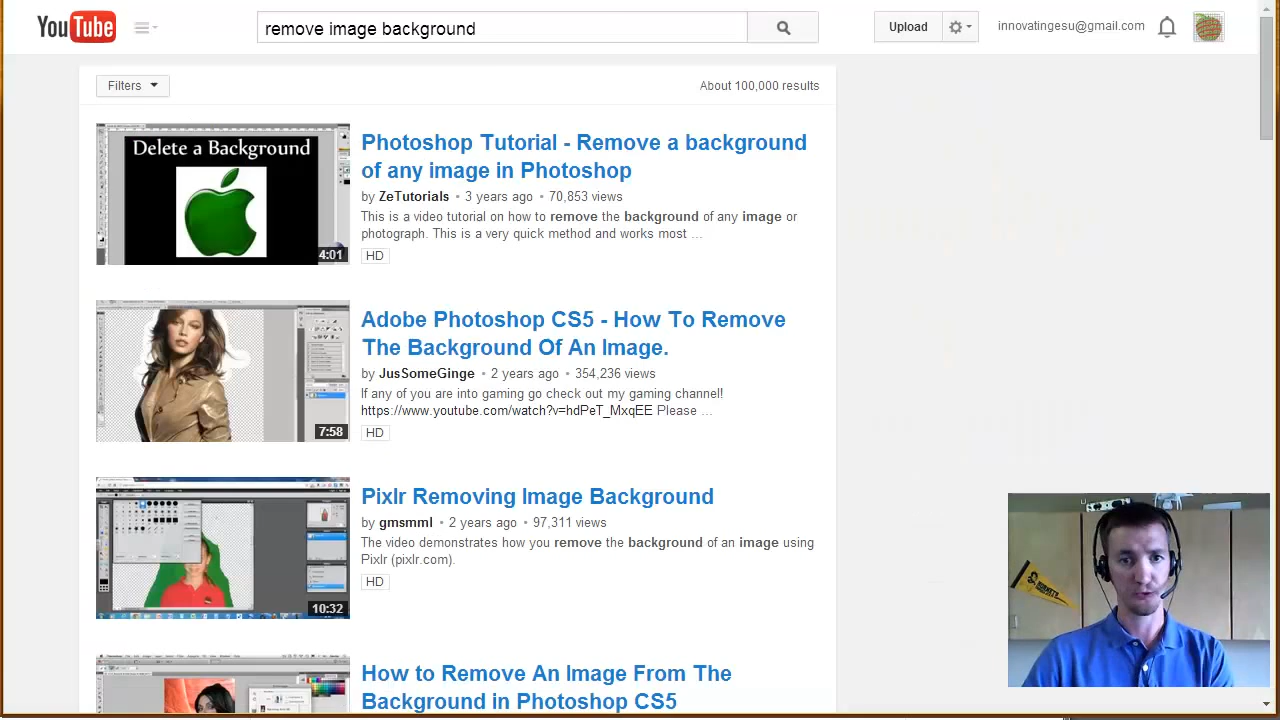 YouTube
remove image background
Upload
innovatingesu@gmail.com
Filters
About 100,000 results
Delete a Background
4:01
Photoshop Tutorial - Remove a background
of any image in Photoshop
by ZeTutorials • 3 years ago • 70,853 views
This is a video tutorial on how to remove the background of any image or
photograph. This is a very quick method and works most ...
HD
7:58
Adobe Photoshop CS5 - How To Remove
The Background Of An Image.
by JusSomeGinge • 2 years ago • 354,236 views
If any of you are into gaming go check out my gaming channel!
https://www.youtube.com/watch?v=hdPeT_MxqEE Please ...
HD
10:32
Pixlr Removing Image Background
by gmsmml • 2 years ago • 97,311 views
The video demonstrates how you remove the background of an image using
Pixlr (pixlr.com).
HD
How to Remove An Image From The
Background in Photoshop CS5